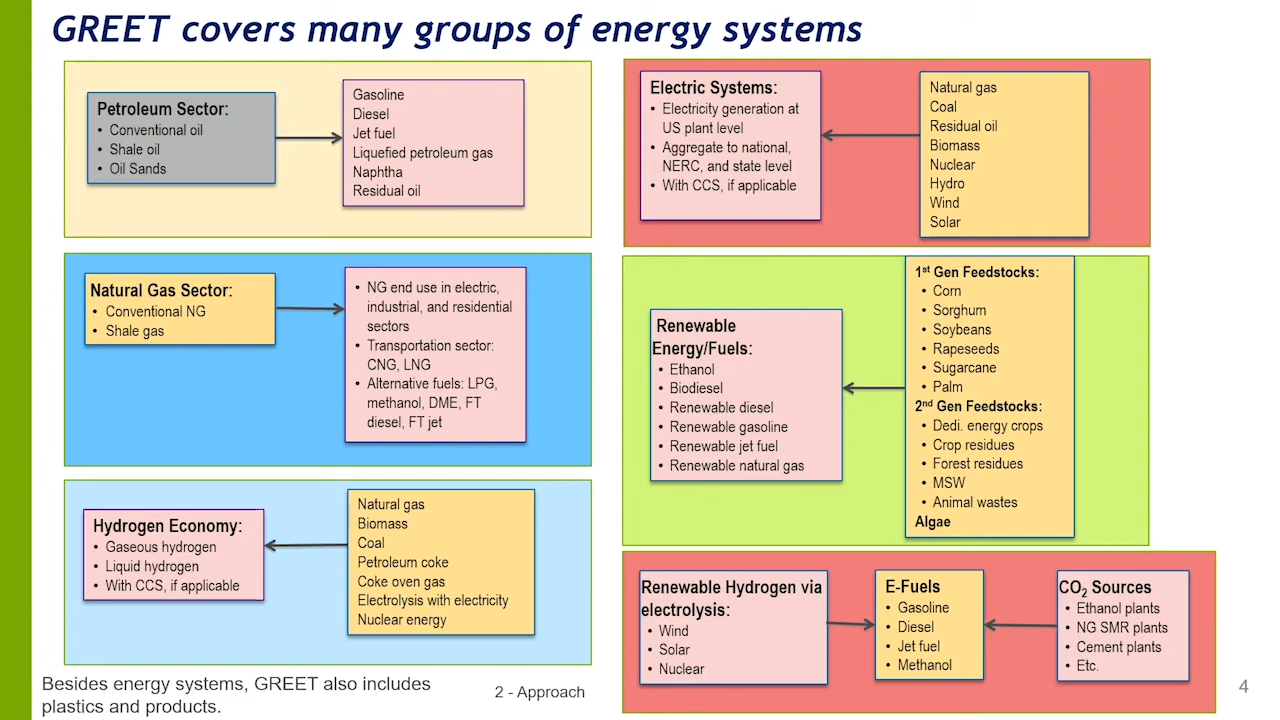 GREET covers many groups of energy systems
Petroleum Sector:
• Conventional oil
• Shale oil
• Oil Sands
Gasoline
Diesel
Jet fuel
Liquefied petroleum gas
Naphtha
Residual oil
Electric Systems:
• Electricity generation at
US plant level
• Aggregate to national,
NERC, and state level
• With CCS, if applicable
Natural gas
Coal
Residual oil
Biomass
Nuclear
Hydro
Wind
Solar
Natural Gas Sector:
• Conventional NG
• Shale gas
• NG end use in electric,
industrial, and residential
sectors
• Transportation sector:
CNG, LNG
• Alternative fuels: LPG,
methanol, DME, FT
diesel, FT jet
Renewable
Energy/Fuels:
• Ethanol
• Biodiesel
• Renewable diesel
• Renewable gasoline
• Renewable jet fuel
• Renewable natural gas
1st Gen Feedstocks:
• Corn
• Sorghum
• Soybeans
• Rapeseeds
• Sugarcane
• Palm
2nd Gen Feedstocks:
• Dedi. energy crops
• Crop residues
• Forest residues
• MSW
• Animal wastes
Algae
Hydrogen Economy:
• Gaseous hydrogen
• Liquid hydrogen
• With CCS, if applicable
Natural gas
Biomass
Coal
Petroleum coke
Coke oven gas
Electrolysis with electricity
Nuclear energy
Renewable Hydrogen via
electrolysis:
• Wind
• Solar
• Nuclear
E-Fuels
• Gasoline
• Diesel
• Jet fuel
• Methanol
CO2 Sources
• Ethanol plants
• NG SMR plants
• Cement plants
• Etc.
Besides energy systems, GREET also includes
plastics and products.
2 - Approach
4